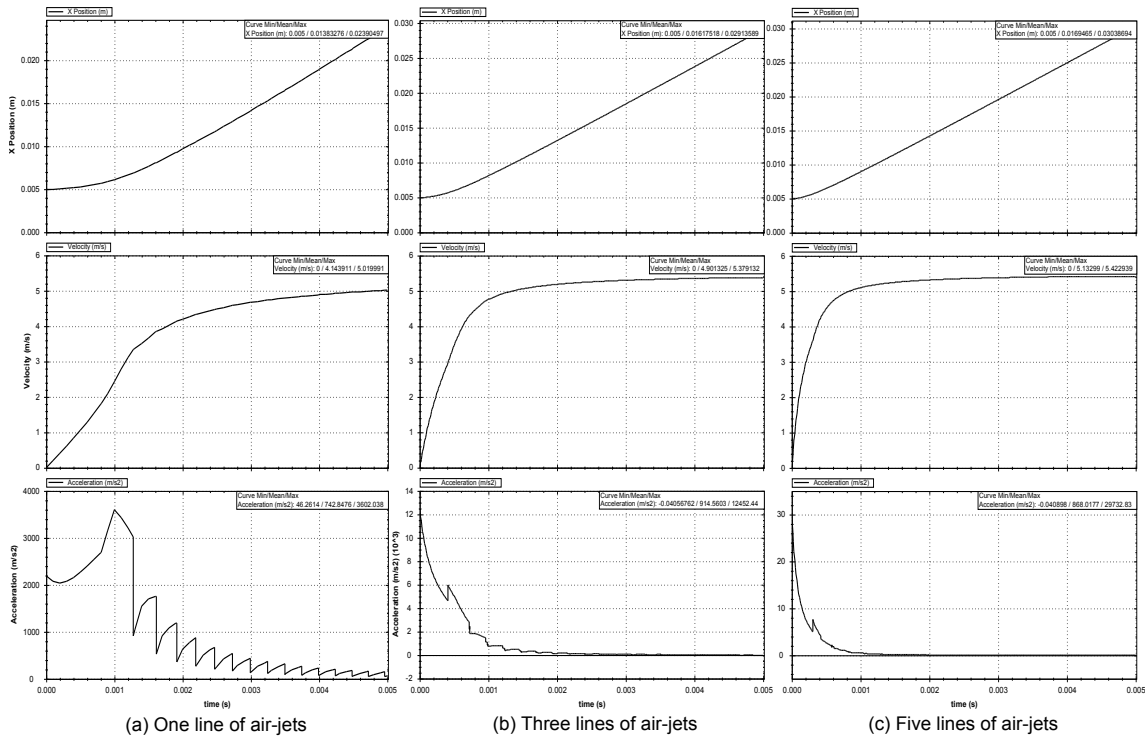 X Position (m)
Curve Min/Mean/Max
X Position (m): 0.005 / 0.01383276 / 0.02390497
X Position (m)
0.020
0.015
0.010
0.005
0.000
Velocity (m/s)
Curve Min/Mean/Max
Velocity (m/s): 0 / 4.143911 / 5.019991
Velocity (m/s)
6
5
4
3
2
1
0
Acceleration (m/s2)
Curve Min/Mean/Max
Acceleration (m/s2): 46.2614 / 742.8476 / 3602.038
Acceleration (m/s2)
4000
3000
2000
1000
0
0.000
0.001
0.002
0.003
0.004
0.005
time (s)
(a) One line of air-jets
X Position (m)
Curve Min/Mean/Max
X Position (m): 0.005 / 0.01617518 / 0.02913589
0.030
0.025
0.020
0.015
0.010
0.005
0.000
Velocity (m/s)
Curve Min/Mean/Max
Velocity (m/s): 0 / 4.901325 / 5.379132
6
5
4
3
2
1
0
Acceleration (m/s2)
Curve Min/Mean/Max
Acceleration (m/s2): -0.04056762 / 914.5603 / 12452.44
Acceleration (m/s2) (10^3)
14
12
10
8
6
4
2
0
-2
0.000
0.001
0.002
0.003
0.004
0.005
time (s)
(b) Three lines of air-jets
X Position (m)
Curve Min/Mean/Max
X Position (m): 0.005 / 0.0169465 / 0.03038694
0.030
0.025
0.020
0.015
0.010
0.005
0.000
Velocity (m/s)
Curve Min/Mean/Max
Velocity (m/s): 0 / 5.13299 / 5.422939
6
5
4
3
2
1
0
Acceleration (m/s2)
Curve Min/Mean/Max
Acceleration (m/s2): -0.040898 / 868.0177 / 29732.83
30
20
10
0
0.000
0.001
0.002
0.003
0.004
0.005
time (s)
(c) Five lines of air-jets